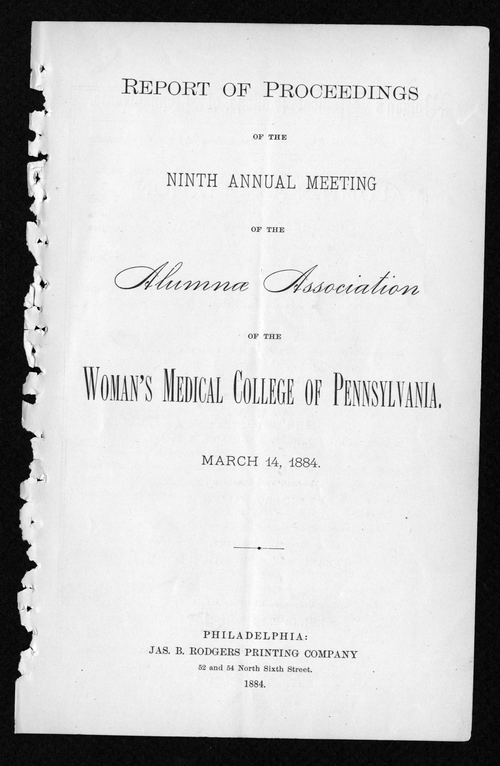 REPORT OF PROCEEDINGS
OF THE
NINTH ANNUAL MEETING
OF THE
Alumnæ Association
OF THE
WOMAN'S MEDICAL COLLEGE OF PENNSYLVANIA.
MARCH 14, 1884.
PHILADELPHIA:
JAS. B. RODGERS PRINTING COMPANY
52 and 54 North Sixth Street.
1884.